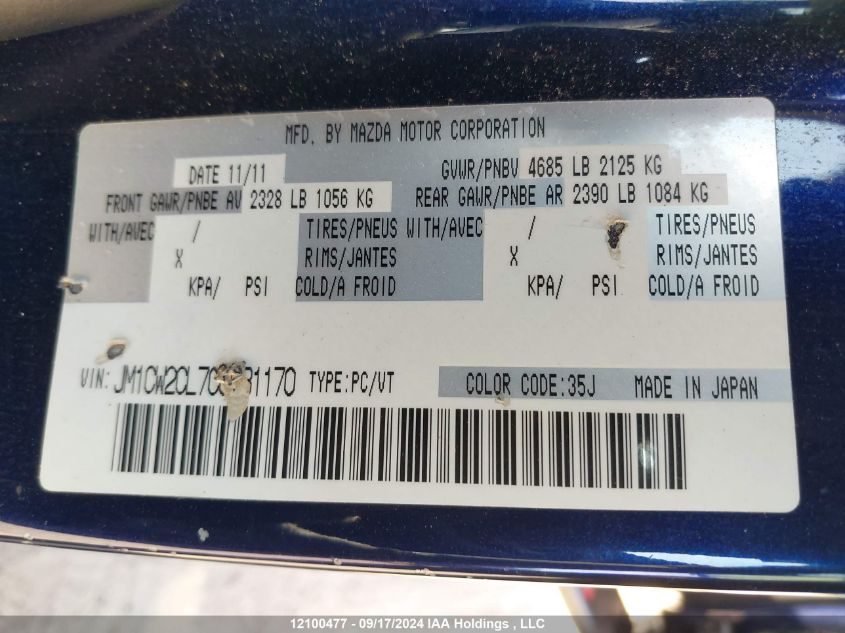 MFD. BY MAZDA MOTOR CORPORATION
DATE 11/11 GVWR/PNBV 4685 LB 2125 KG
FRONT GAWR/PNBE AV 2328 LB 1056 KG REAR GAWR/PNBE AR 2390 LB 1084 KG
WITH/AVEC / TIRES/PNEUS WITH/AVEC / TIRES/PNEUS
X RIMS/JANTES X RIMS/JANTES
KPA/ PSI COLD/A FROID KPA/ PSI COLD/A FROID
VIN: TYPE:PC/VT COLOR CODE:35J MADE IN JAPAN
12100477 - 09/17/2024 IAA Holdings , LLC